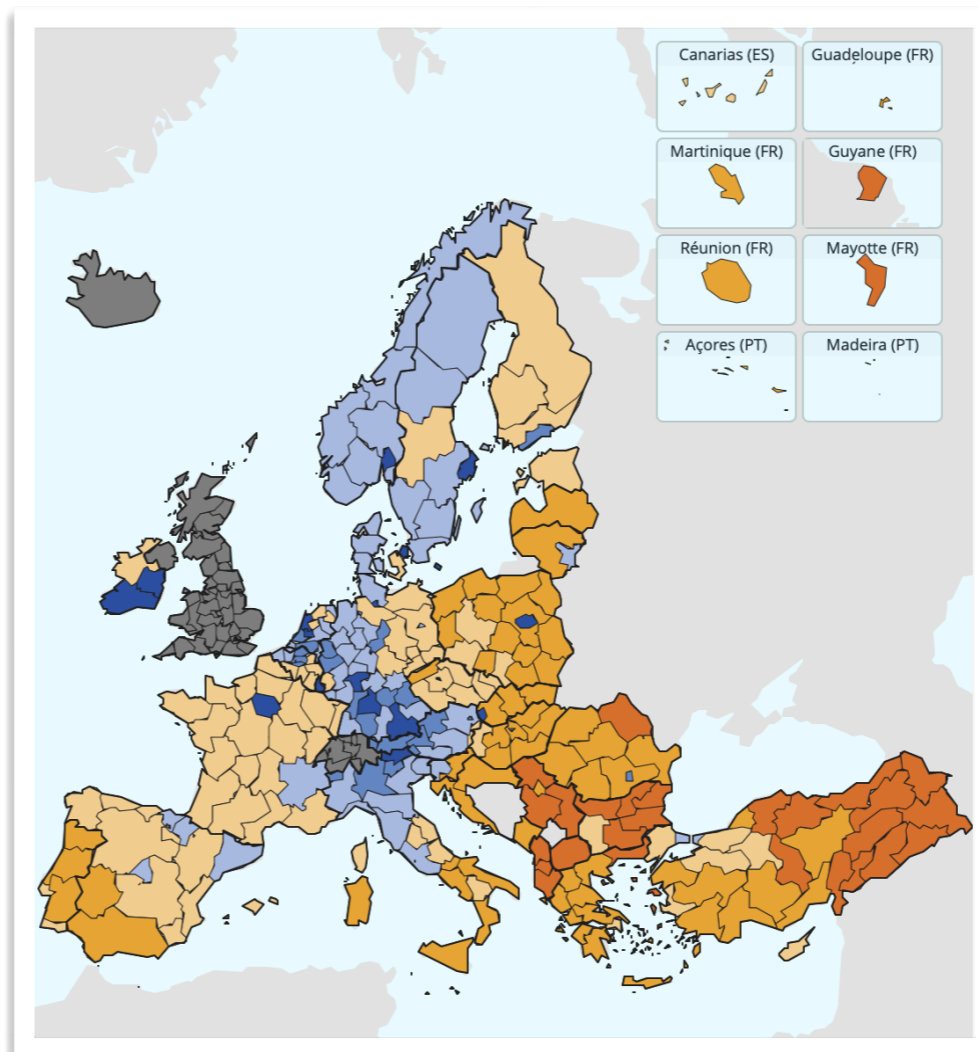 Canarias (ES)
Guadeloupe (FR)
Martinique (FR)
Guyane (FR)
Réunion (FR)
Mayotte (FR)
Açores (PT)
Madeira (PT)